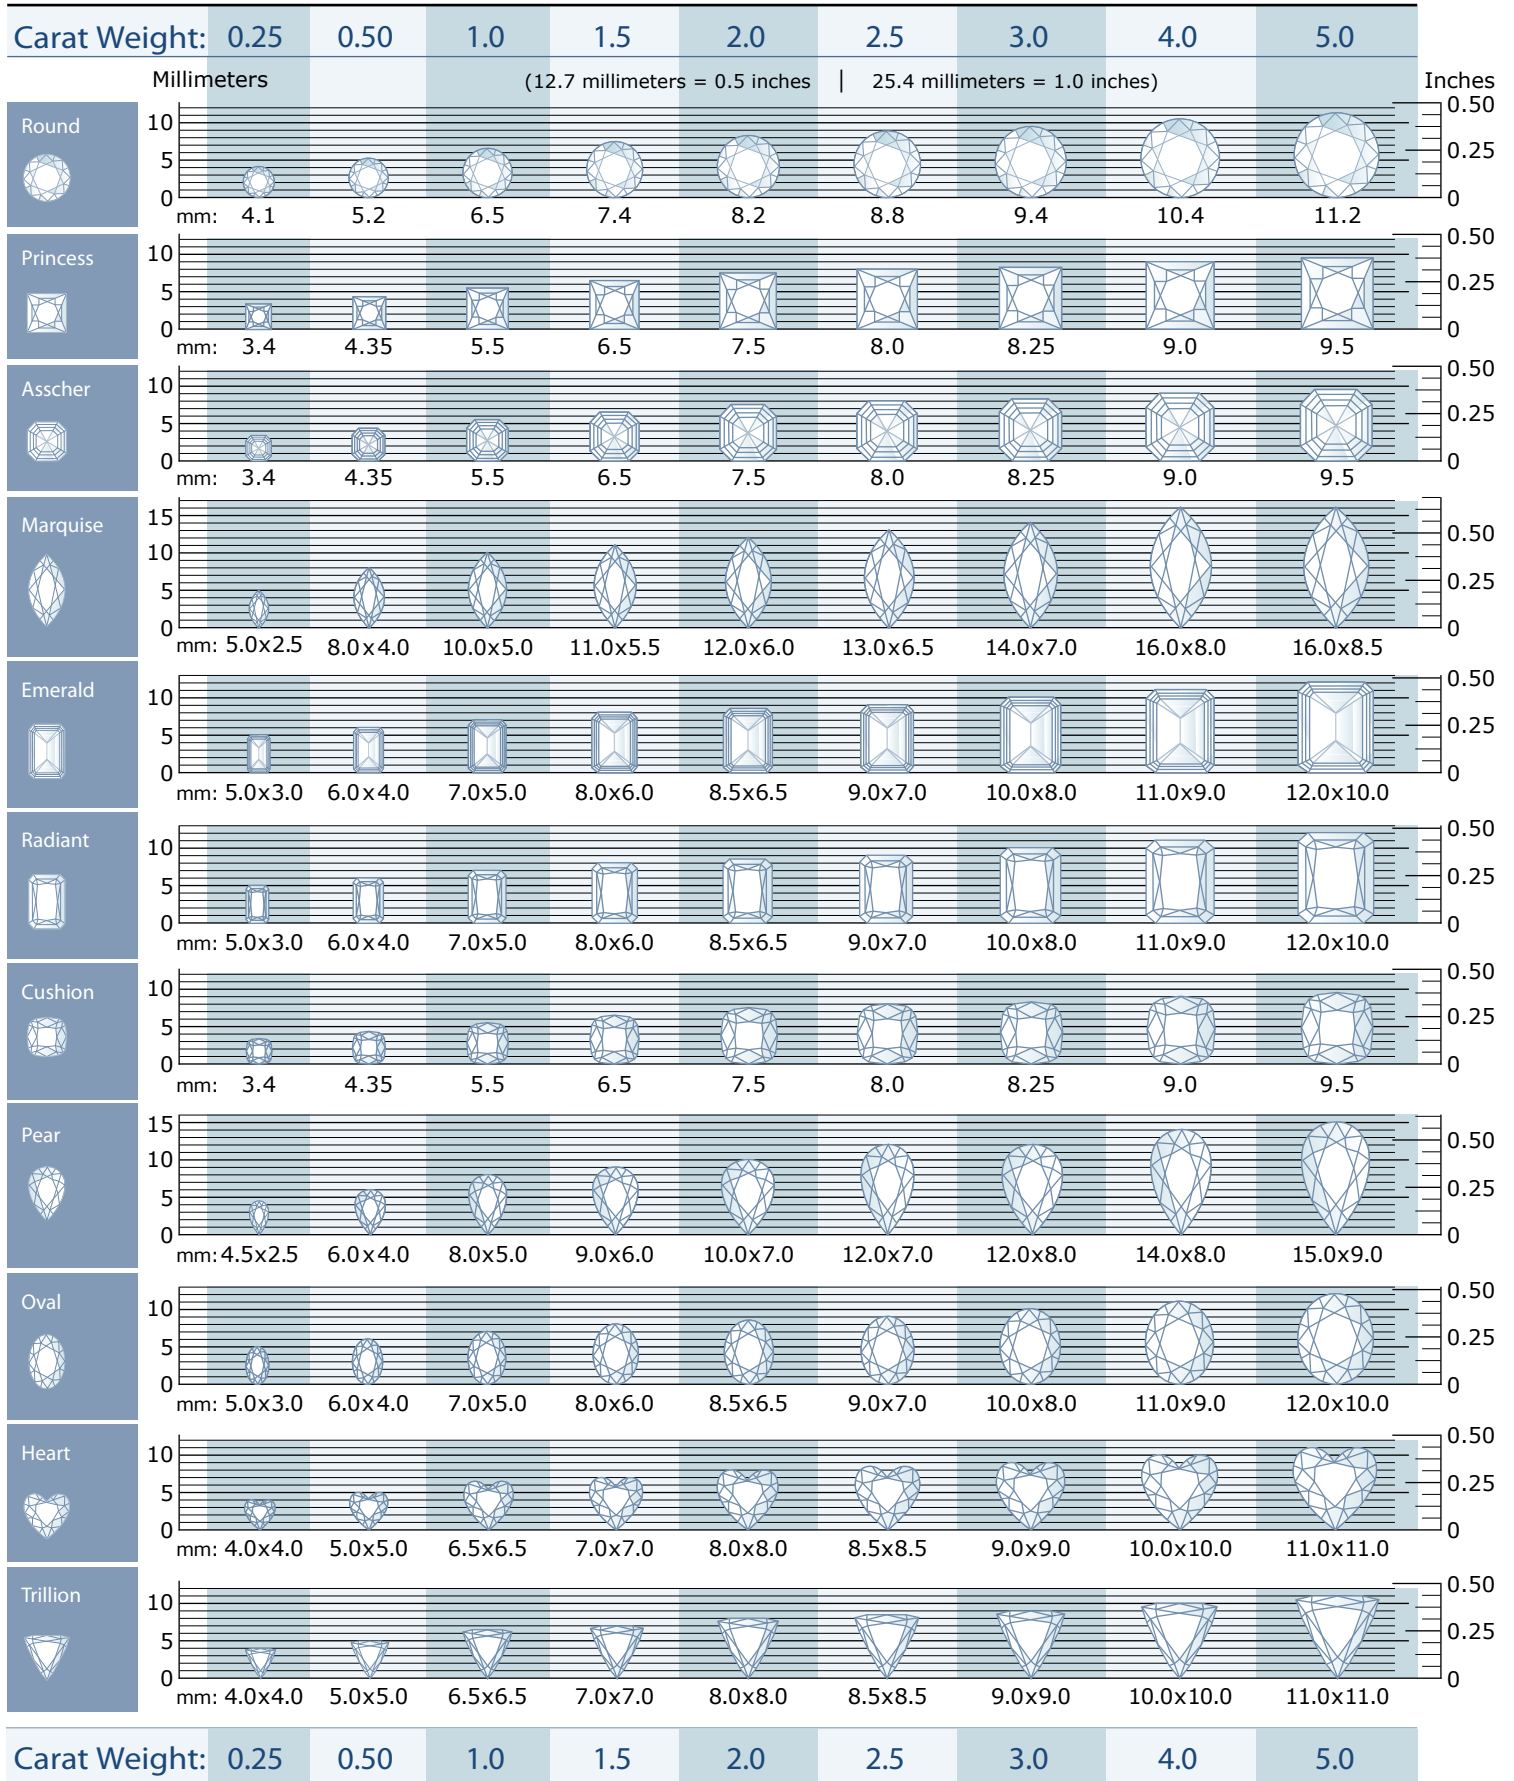 Carat Weight: 0.25 0.50 1.0 1.5 2.0 2.5 3.0 4.0 5.0
Millimeters (12.7 millimeters = 0.5 inches | 25.4 millimeters = 1.0 inches) Inches
Round
10 5 0
0.50 0.25 0
mm: 4.1 5.2 6.5 7.4 8.2 8.8 9.4 10.4 11.2
Princess
10 5 0
0.50 0.25 0
mm: 3.4 4.35 5.5 6.5 7.5 8.0 8.25 9.0 9.5
Asscher
10 5 0
0.50 0.25 0
mm: 3.4 4.35 5.5 6.5 7.5 8.0 8.25 9.0 9.5
Marquise
15 10 5 0
0.50 0.25 0
mm: 5.0x2.5 8.0x4.0 10.0x5.0 11.0x5.5 12.0x6.0 13.0x6.5 14.0x7.0 16.0x8.0 16.0x8.5
Emerald
10 5 0
0.50 0.25 0
mm: 5.0x3.0 6.0x4.0 7.0x5.0 8.0x6.0 8.5x6.5 9.0x7.0 10.0x8.0 11.0x9.0 12.0x10.0
Radiant
10 5 0
0.50 0.25 0
mm: 5.0x3.0 6.0x4.0 7.0x5.0 8.0x6.0 8.5x6.5 9.0x7.0 10.0x8.0 11.0x9.0 12.0x10.0
Cushion
10 5 0
0.50 0.25 0
mm: 3.4 4.35 5.5 6.5 7.5 8.0 8.25 9.0 9.5
Pear
15 10 5 0
0.50 0.25 0
mm: 4.5x2.5 6.0x4.0 8.0x5.0 9.0x6.0 10.0x7.0 12.0x7.0 12.0x8.0 14.0x8.0 15.0x9.0
Oval
10 5 0
0.50 0.25 0
mm: 5.0x3.0 6.0x4.0 7.0x5.0 8.0x6.0 8.5x6.5 9.0x7.0 10.0x8.0 11.0x9.0 12.0x10.0
Heart
10 5 0
0.50 0.25 0
mm: 4.0x4.0 5.0x5.0 6.5x6.5 7.0x7.0 8.0x8.0 8.5x8.5 9.0x9.0 10.0x10.0 11.0x11.0
Trillion
10 5 0
0.50 0.25 0
mm: 4.0x4.0 5.0x5.0 6.5x6.5 7.0x7.0 8.0x8.0 8.5x8.5 9.0x9.0 10.0x10.0 11.0x11.0
Carat Weight: 0.25 0.50 1.0 1.5 2.0 2.5 3.0 4.0 5.0